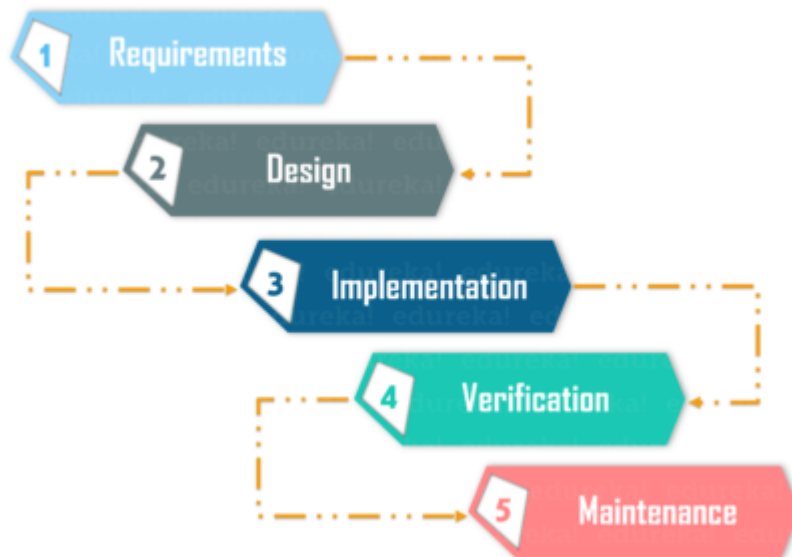 1 Requirements
2 Design
3 Implementation
4 Verification
5 Maintenance